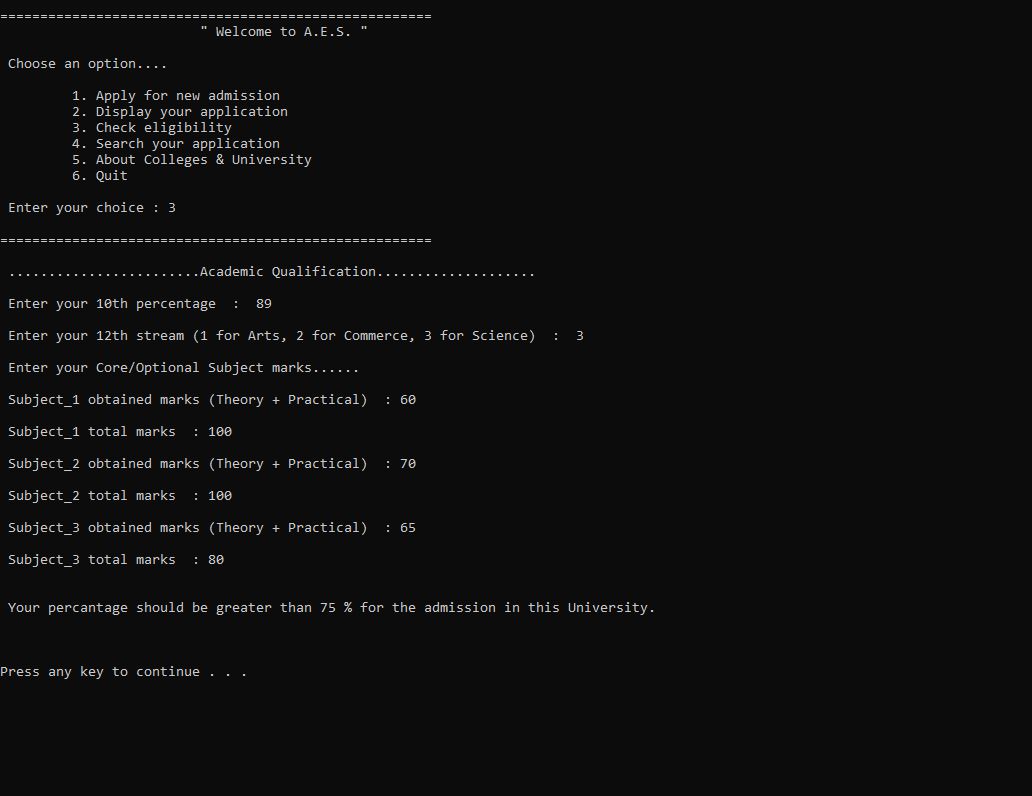 ======================================================
" Welcome to A.E.S. "
Choose an option....
1. Apply for new admission
2. Display your application
3. Check eligibility
4. Search your application
5. About Colleges & University
6. Quit
Enter your choice : 3
======================================================
........................Academic Qualification....................
Enter your 10th percentage  :  89
Enter your 12th stream (1 for Arts, 2 for Commerce, 3 for Science)  :  3
Enter your Core/Optional Subject marks......
Subject_1 obtained marks (Theory + Practical)  : 60
Subject_1 total marks  : 100
Subject_2 obtained marks (Theory + Practical)  : 70
Subject_2 total marks  : 100
Subject_3 obtained marks (Theory + Practical)  : 65
Subject_3 total marks  : 80
Your percantage should be greater than 75 % for the admission in this University.
Press any key to continue . . .